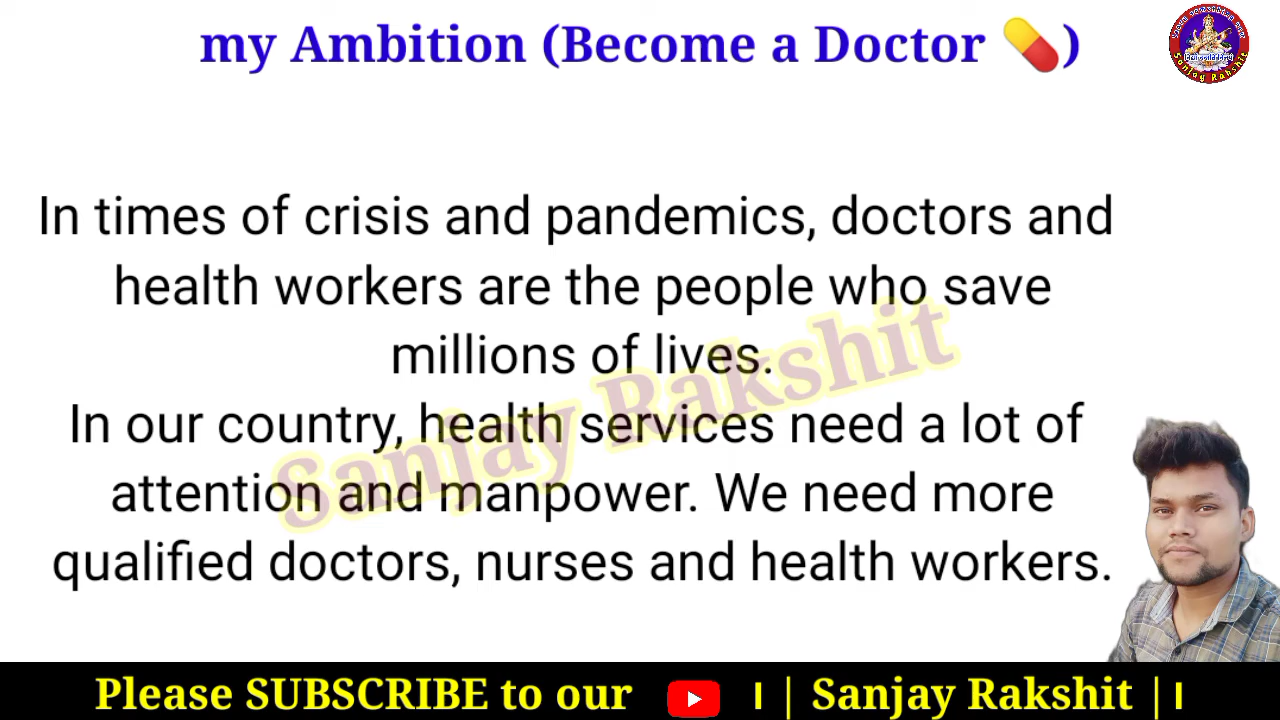 my Ambition (Become a Doctor 💊)
In times of crisis and pandemics, doctors and
health workers are the people who save
millions of lives.
In our country, health services need a lot of
attention and manpower. We need more
qualified doctors, nurses and health workers.
Sanjay Rakshit
Sanjay Rakshit
Please SUBSCRIBE to our । | Sanjay Rakshit |।